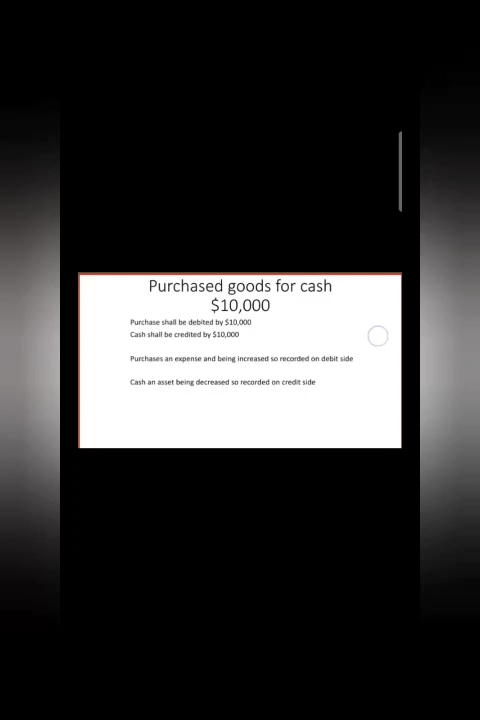 Purchased goods for cash
$10,000
Purchase shall be debited by $10,000
Cash shall be credited by $10,000
Purchases an expense and being increased so recorded on debit side
Cash an asset being decreased so recorded on credit side